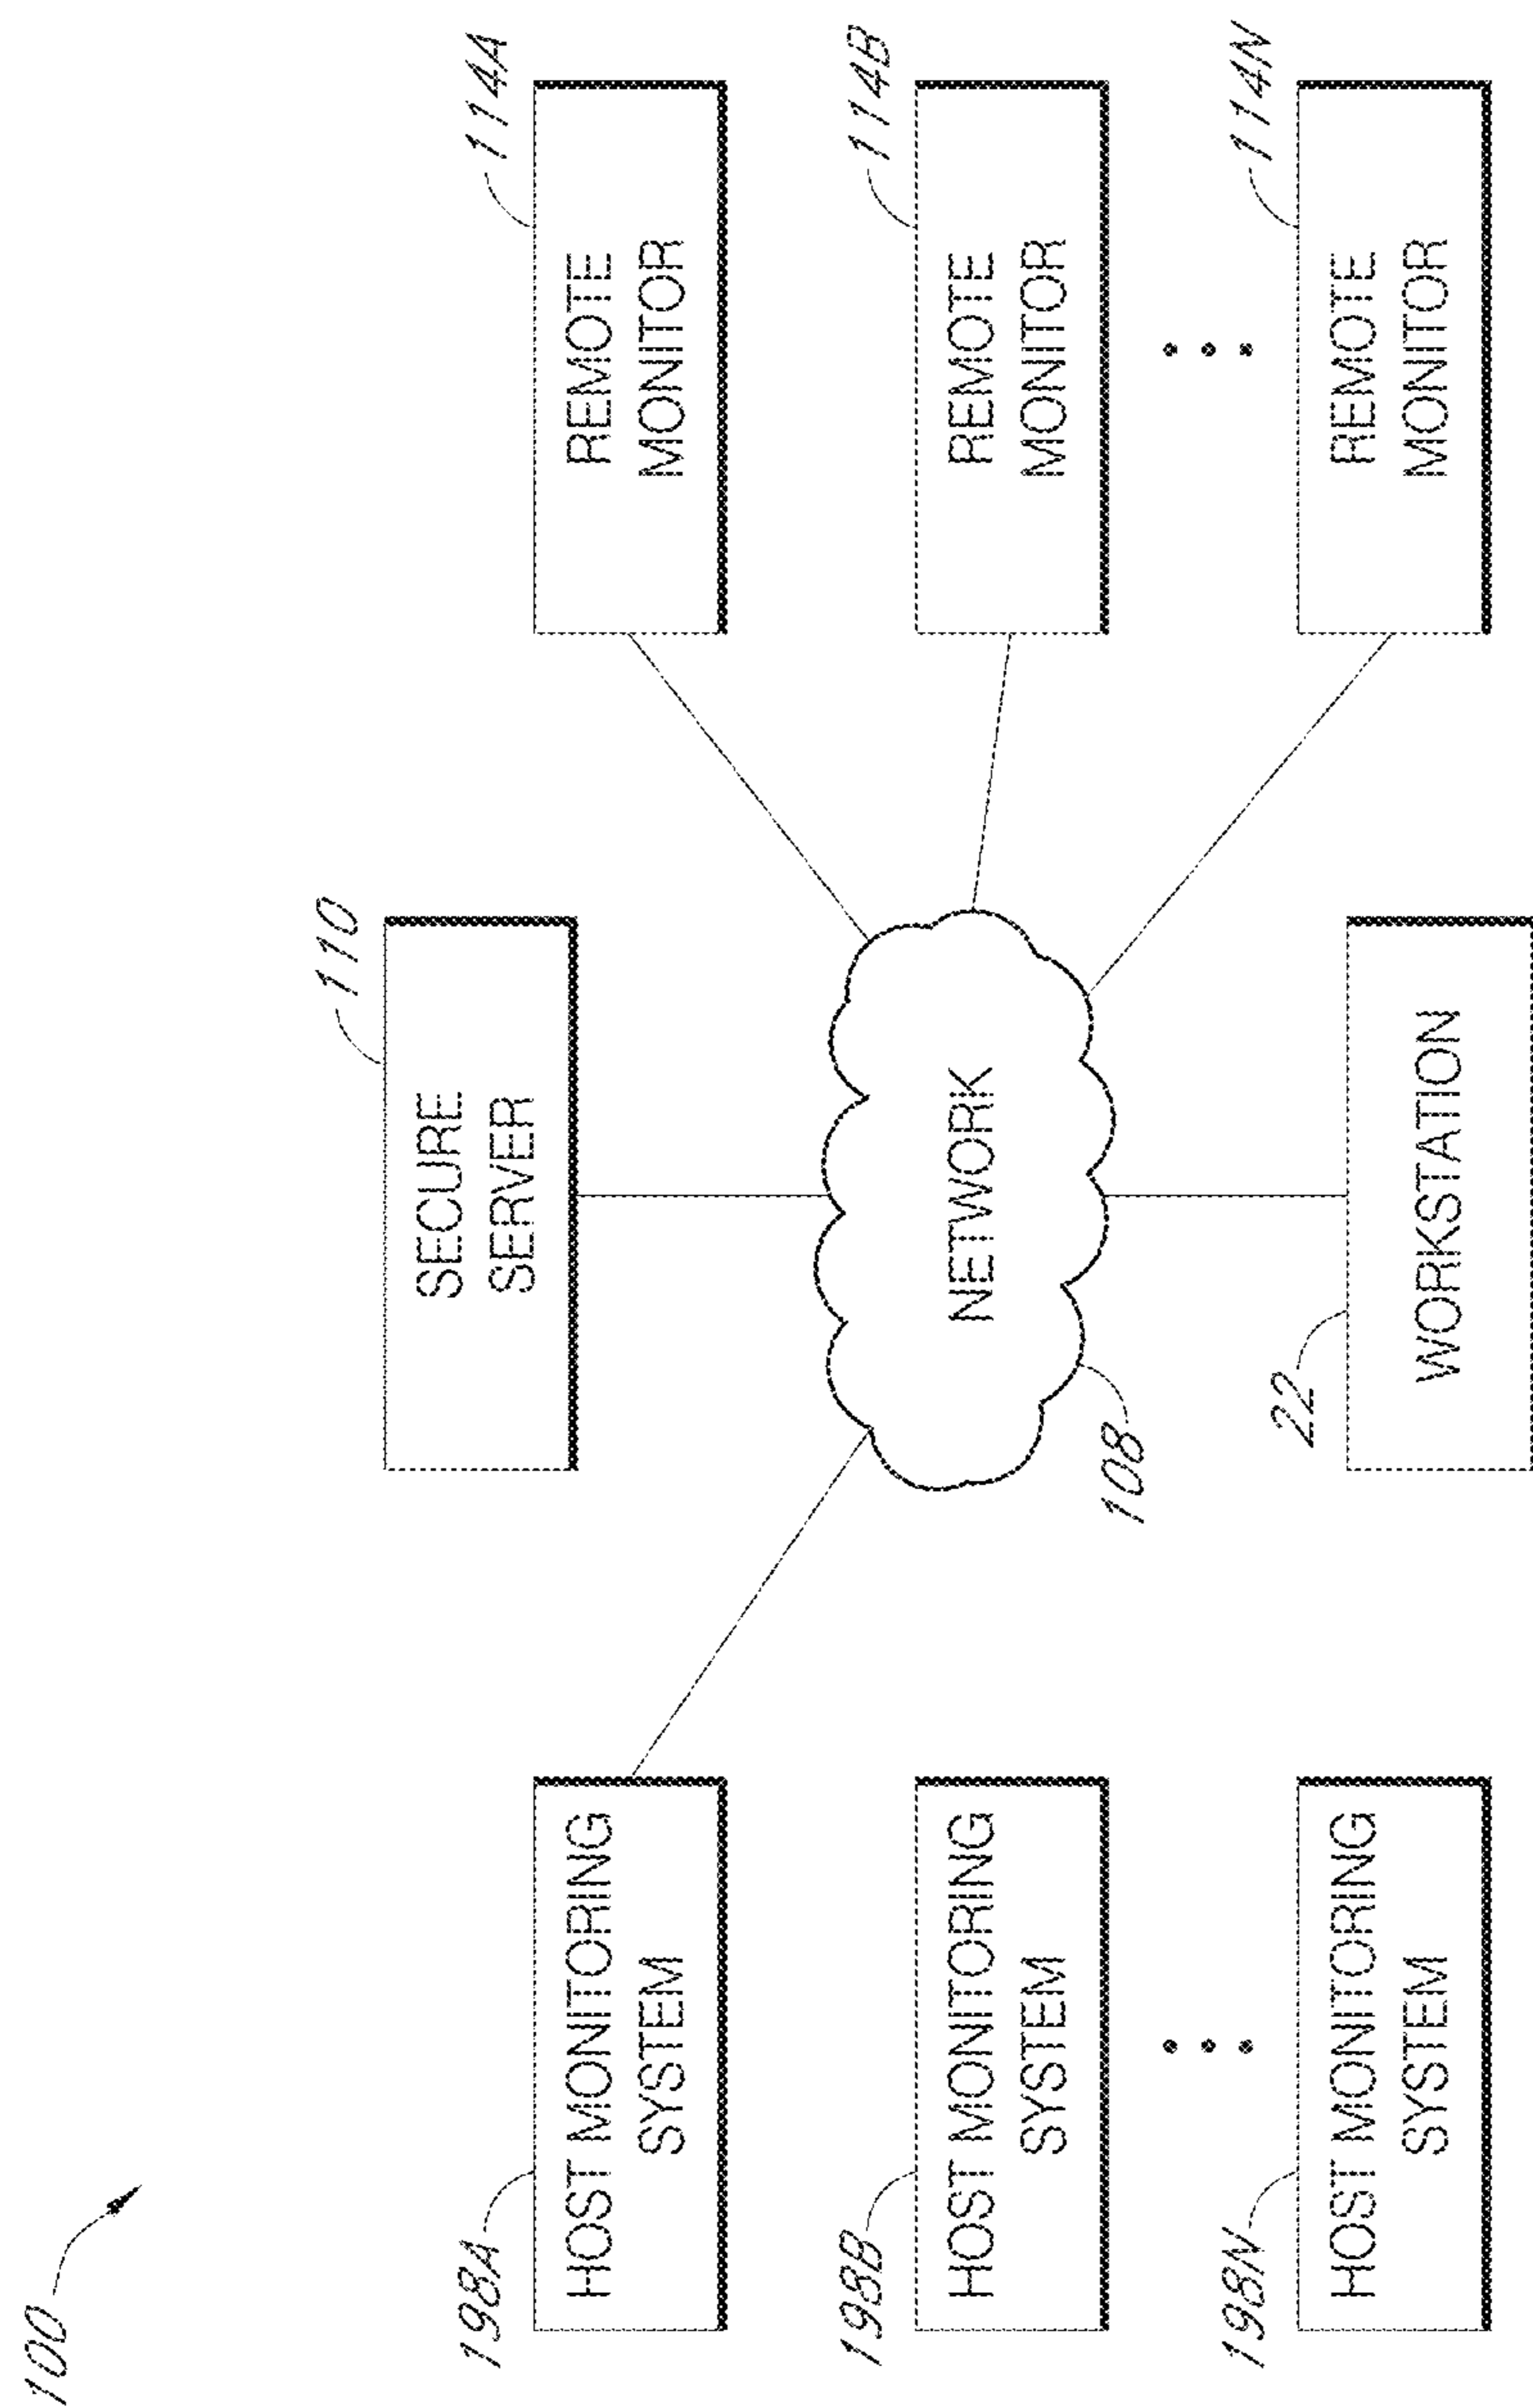 100
110
SECURE
SERVER
198A
HOST MONITORING
SYSTEM
114A
REMOTE
MONITOR
198B
HOST MONITORING
SYSTEM
NETWORK
108
114B
REMOTE
MONITOR
198N
HOST MONITORING
SYSTEM
22
WORKSTATION
114N
REMOTE
MONITOR